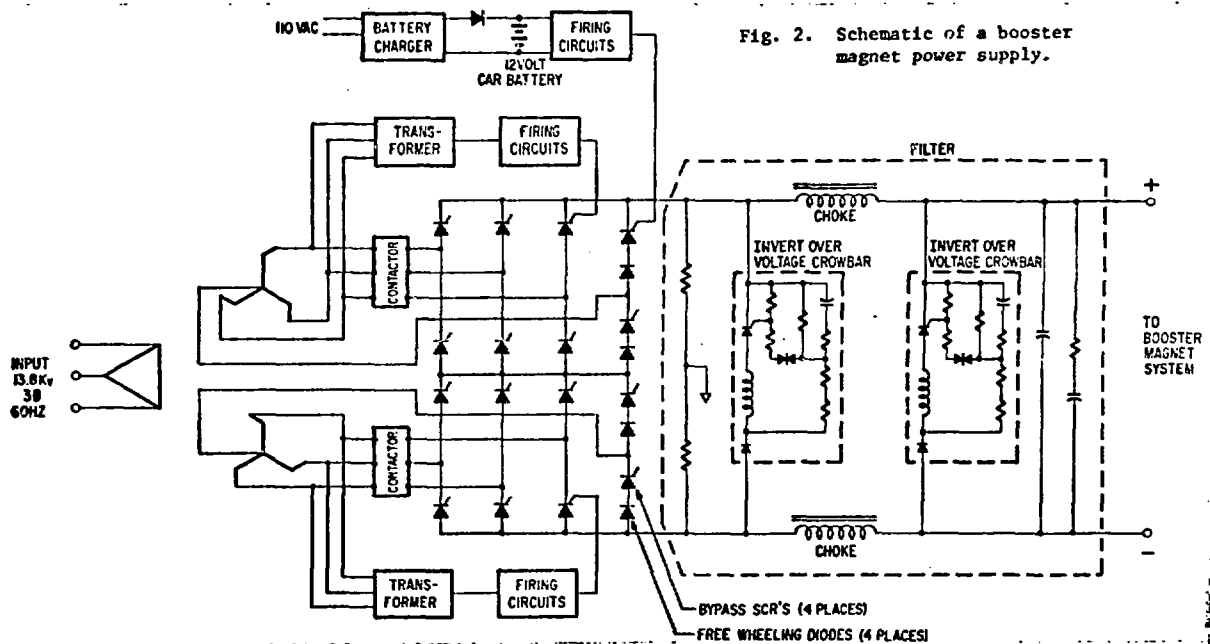 110 VAC
BATTERY
CHARGER
12VOLT
CAR BATTERY
FIRING
CIRCUITS
Fig. 2. Schematic of a booster
magnet power supply.
TRANS-
FORMER
FIRING
CIRCUITS
FILTER
CHOKE
+
INVERT OVER
VOLTAGE CROWBAR
INVERT OVER
VOLTAGE CROWBAR
CONTACTOR
INPUT
13.8Kv
3Ø
60HZ
TO
BOOSTER
MAGNET
SYSTEM
CONTACTOR
CHOKE
−
TRANS-
FORMER
FIRING
CIRCUITS
BYPASS SCR'S (4 PLACES)
FREE WHEELING DIODES (4 PLACES)